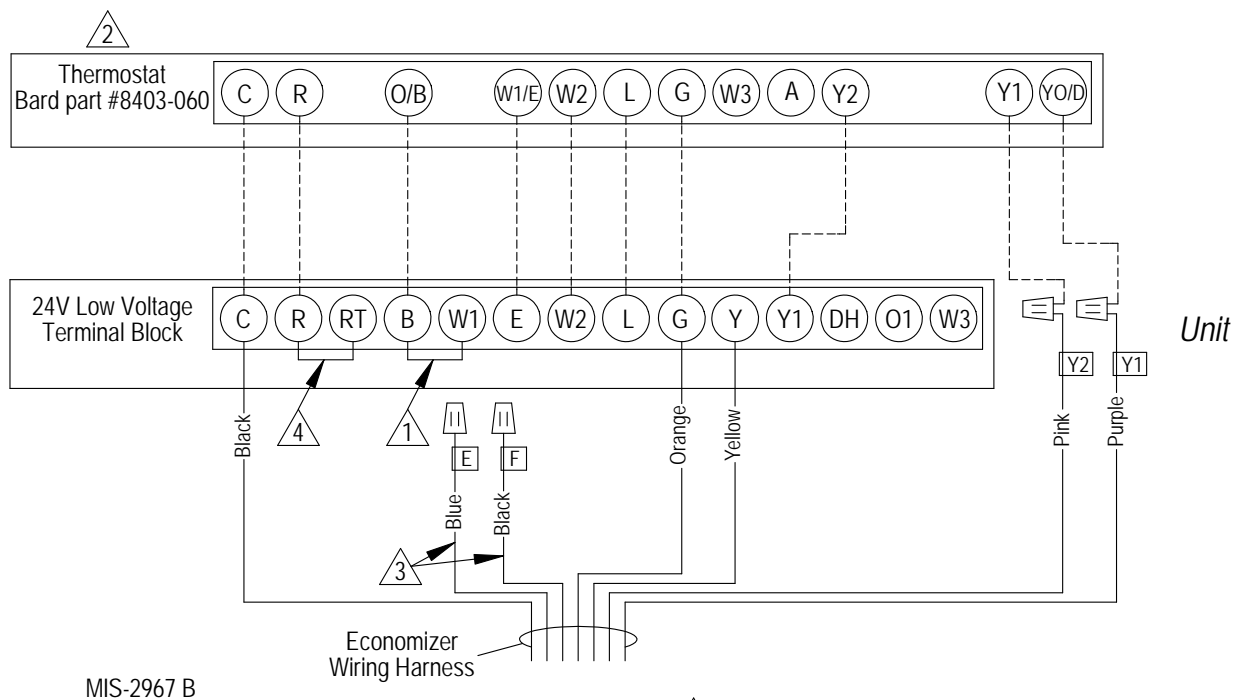 2
Thermostat
Bard part #8403-060
C R O/B W1/E W2 L G W3 A Y2 Y1 YO/D
24V Low Voltage
Terminal Block
C R RT B W1 E W2 L G Y Y1 DH O1 W3
Unit
Y2 Y1
4 1
E F
Black Blue Black Orange Yellow Pink Purple
3
Economizer
Wiring Harness
MIS-2967 B